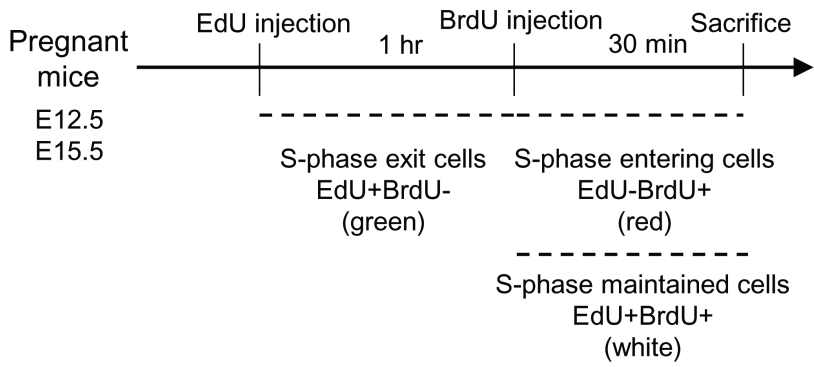 EdU injection
BrdU injection
Sacrifice
1 hr
30 min
Pregnant
mice
E12.5
E15.5
S-phase exit cells
EdU+BrdU-
(green)
S-phase entering cells
EdU-BrdU+
(red)
S-phase maintained cells
EdU+BrdU+
(white)